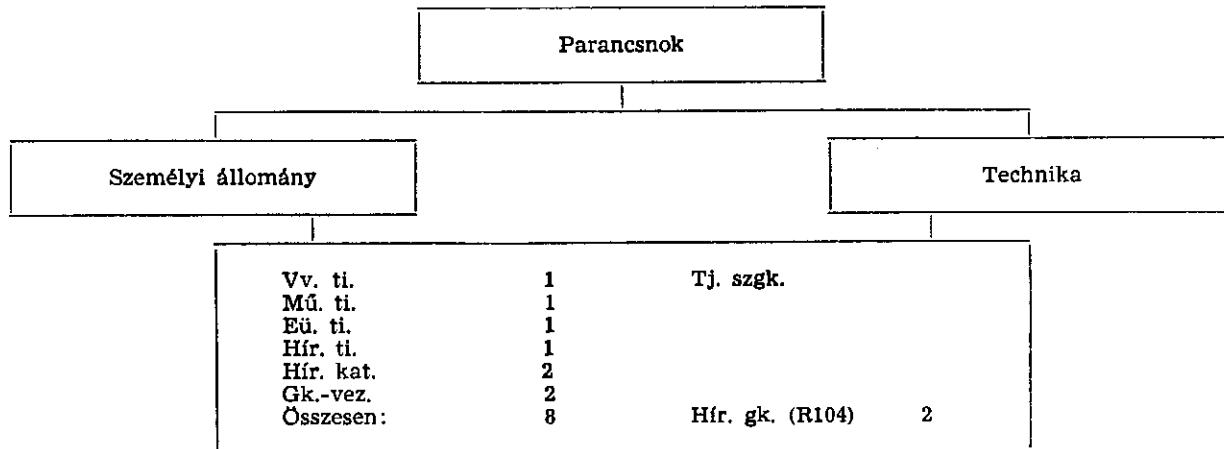 Parancsnok
Személyi állomány
Technika
Vv. ti. 1 Tj. szgk.
Mű. ti. 1
Eü. ti. 1
Hír. ti. 1
Hír. kat. 2
Gk.-vez. 2
Összesen: 8 Hír. gk. (R104) 2